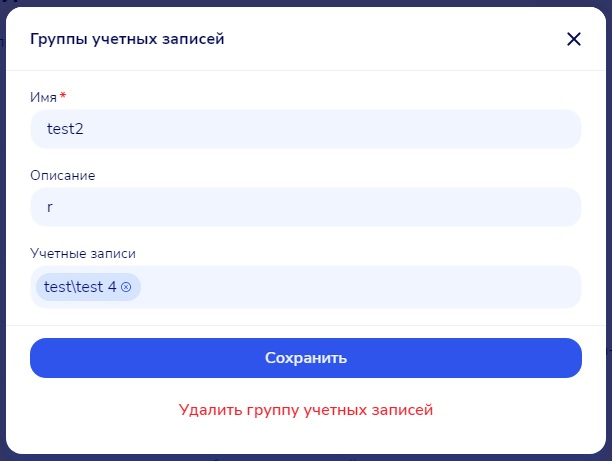 Группы учетных записей
Имя *
test2
Описание
r
Учетные записи
test\test 4
Сохранить
Удалить группу учетных записей